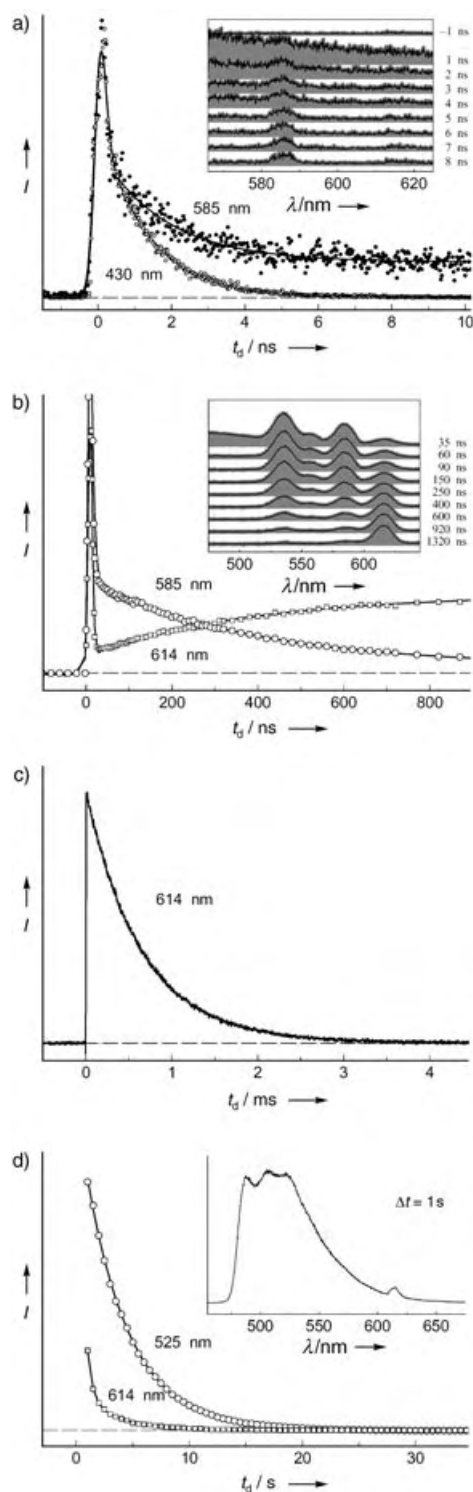 a)
–1 ns
1 ns
2 ns
3 ns
4 ns
5 ns
6 ns
7 ns
8 ns
580 600 620
λ/nm
585 nm
430 nm
I
0 2 4 6 8 10
t_d / ns
b)
35 ns
60 ns
90 ns
150 ns
250 ns
400 ns
600 ns
920 ns
1320 ns
500 550 600
λ/nm
585 nm
614 nm
I
0 200 400 600 800
t_d / ns
c)
614 nm
I
0 1 2 3 4
t_d / ms
d)
Δt = 1s
500 550 600 650
λ/nm
525 nm
614 nm
I
0 10 20 30
t_d / s